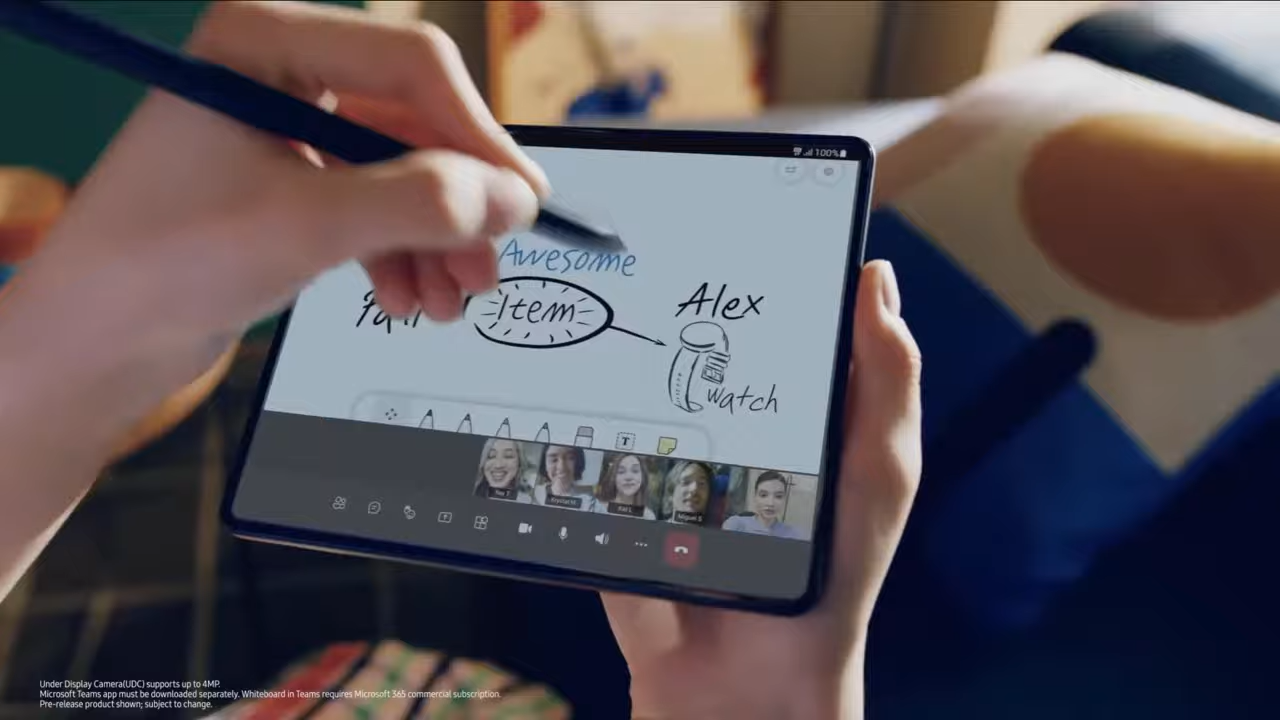 100%
Awesome
Item
Alex
watch
T
Under Display Camera(UDC) supports up to 4MP.
Microsoft Teams app must be downloaded separately. Whiteboard in Teams requires Microsoft 365 commercial subscription.
Pre-release product shown; subject to change.